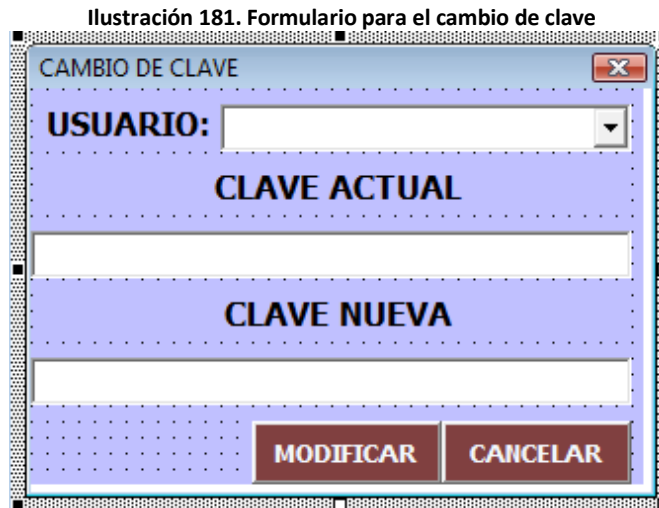 Ilustración 181. Formulario para el cambio de clave
CAMBIO DE CLAVE
USUARIO:
CLAVE ACTUAL
CLAVE NUEVA
MODIFICAR CANCELAR